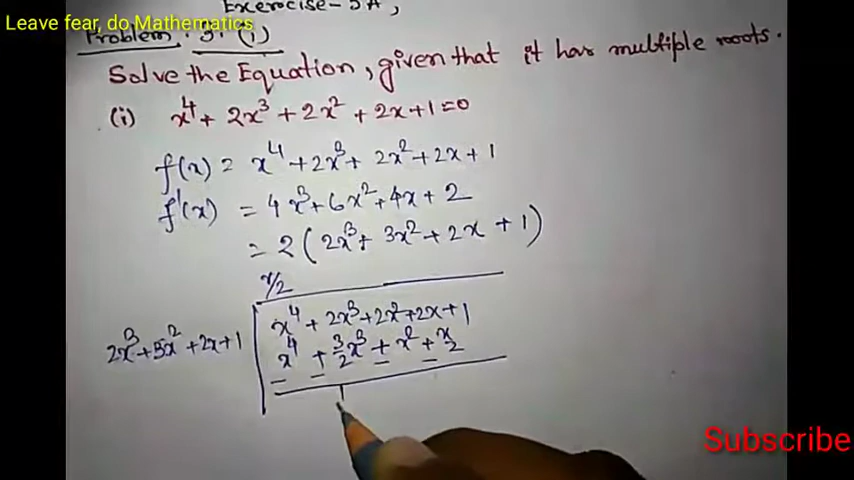 Exercise-5A,
Leave fear, do Mathematics
Problem. 5. (i)
Solve the Equation, given that it has multiple roots.
(i) x⁴ + 2x³ + 2x² + 2x + 1 = 0
f(x) = x⁴ + 2x³ + 2x² + 2x + 1
f'(x) = 4x³ + 6x² + 4x + 2
= 2(2x³ + 3x² + 2x + 1)
x/2
x⁴ + 2x³ + 2x² + 2x + 1
2x³ + 3x² + 2x + 1
x⁴ + 3/2 x³ + x² + x/2
− − − −
Subscribe